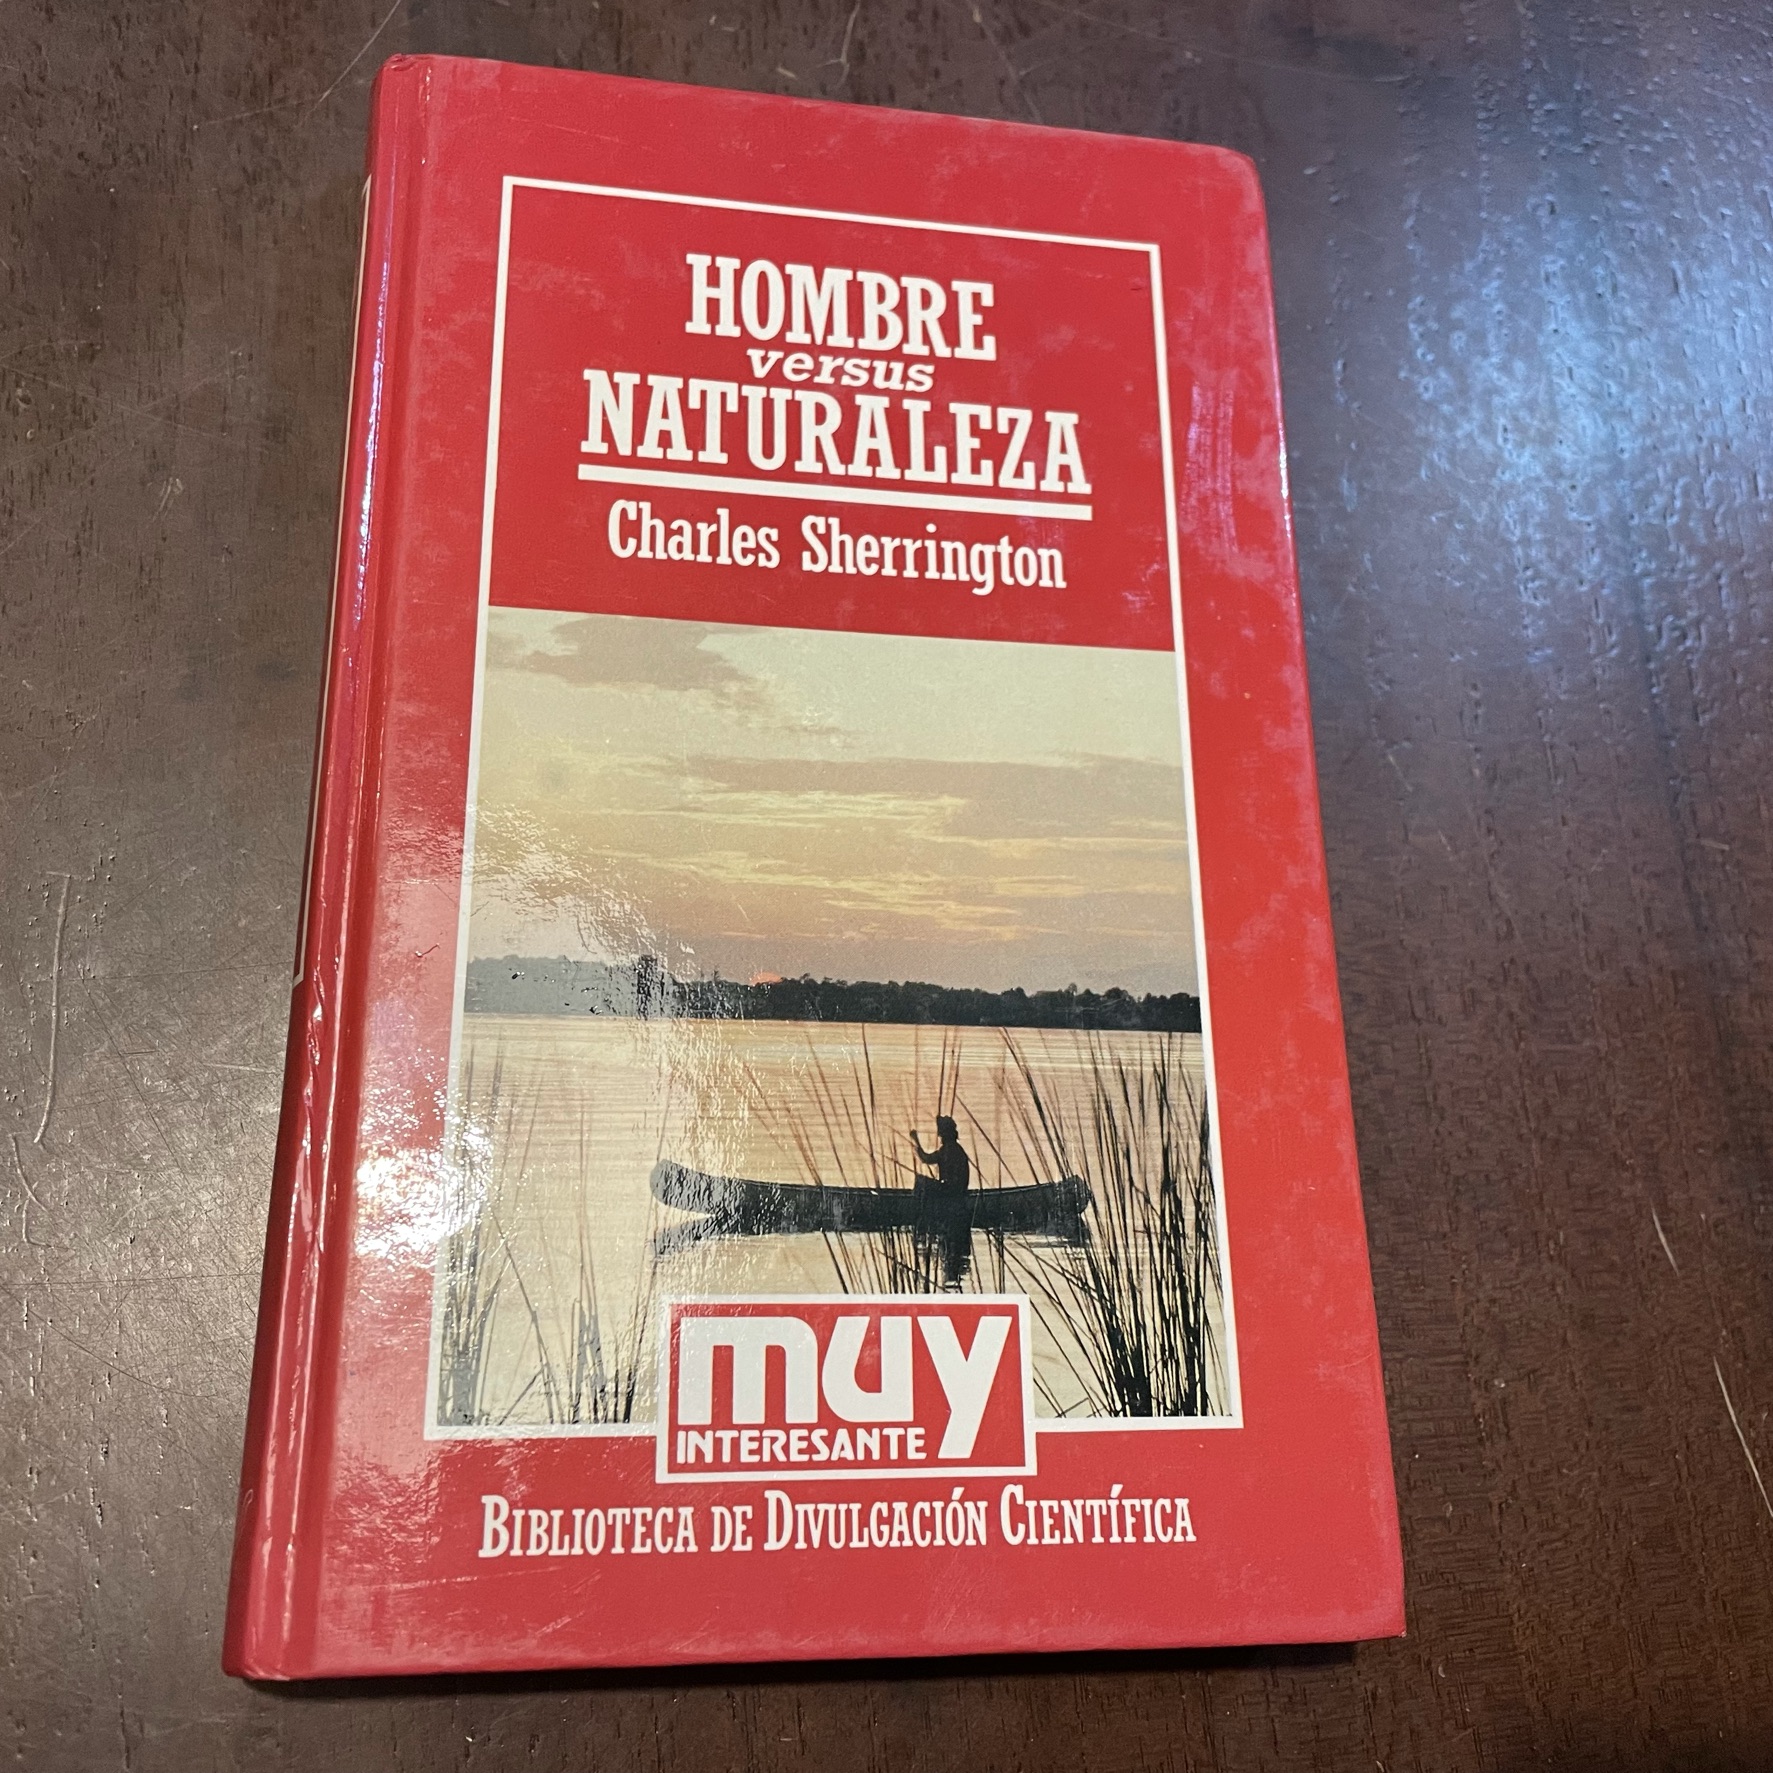 HOMBRE
versus
NATURALEZA
Charles Sherrington
muy
INTERESANTE
BIBLIOTECA DE DIVULGACIÓN CIENTÍFICA